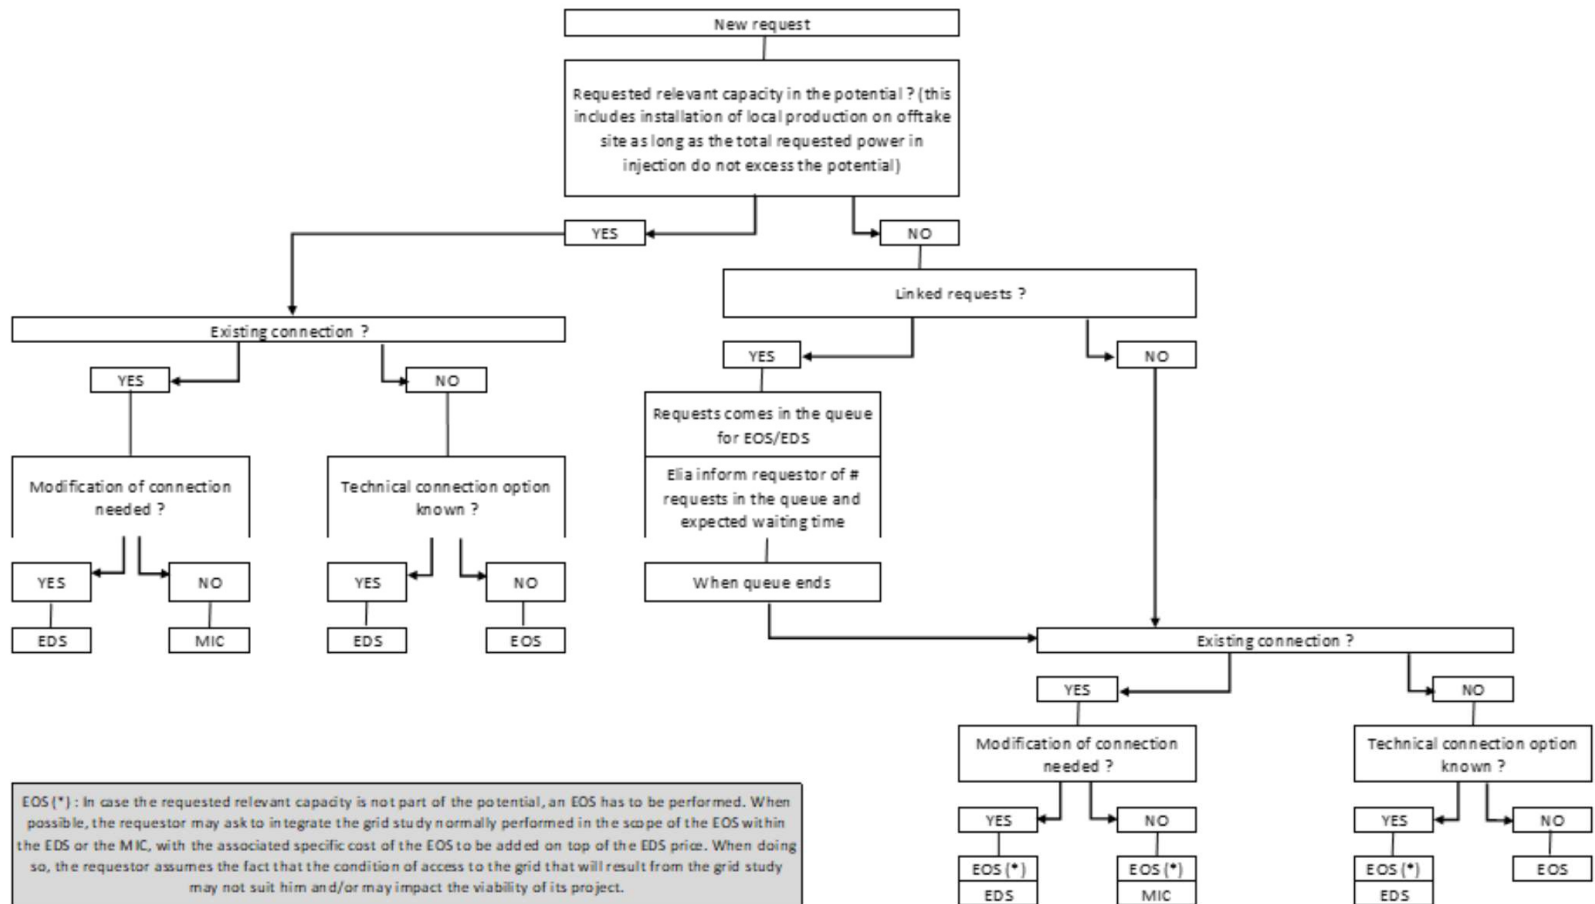 New request
Requested relevant capacity in the potential ? (this
includes installation of local production on offtake
site as long as the total requested power in
injection do not excess the potential)
YES
NO
Linked requests ?
Existing connection ?
YES
NO
YES
NO
Requests comes in the queue
for EOS/EDS
Elia inform requestor of #
requests in the queue and
expected waiting time
Modification of connection
needed ?
Technical connection option
known ?
YES
NO
YES
NO
When queue ends
EDS
MIC
EDS
EOS
Existing connection ?
YES
NO
Modification of connection
needed ?
Technical connection option
known ?
YES
NO
YES
NO
EOS (*)
EOS (*)
EOS (*)
EOS
EDS
MIC
EDS
EOS (*) : In case the requested relevant capacity is not part of the potential, an EOS has to be performed. When
possible, the requestor may ask to integrate the grid study normally performed in the scope of the EOS within
the EDS or the MIC, with the associated specific cost of the EOS to be added on top of the EDS price. When doing
so, the requestor assumes the fact that the condition of access to the grid that will result from the grid study
may not suit him and/or may impact the viability of its project.